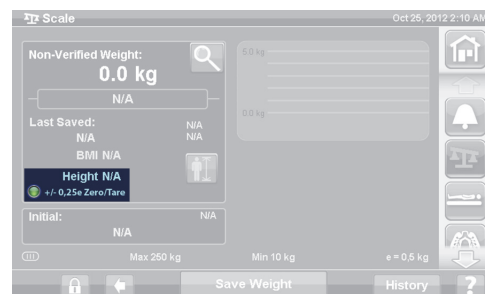 Scale
Oct 25, 2012 2:10 AM
Non-Verified Weight:
0.0 kg
N/A
Last Saved:
N/A
N/A
N/A
BMI N/A
Height N/A
+/- 0,25e Zero/Tare
Initial:
N/A
N/A
5.0 kg
0.0 kg
Max 250 kg
Min 10 kg
e = 0,5 kg
Save Weight
History
?